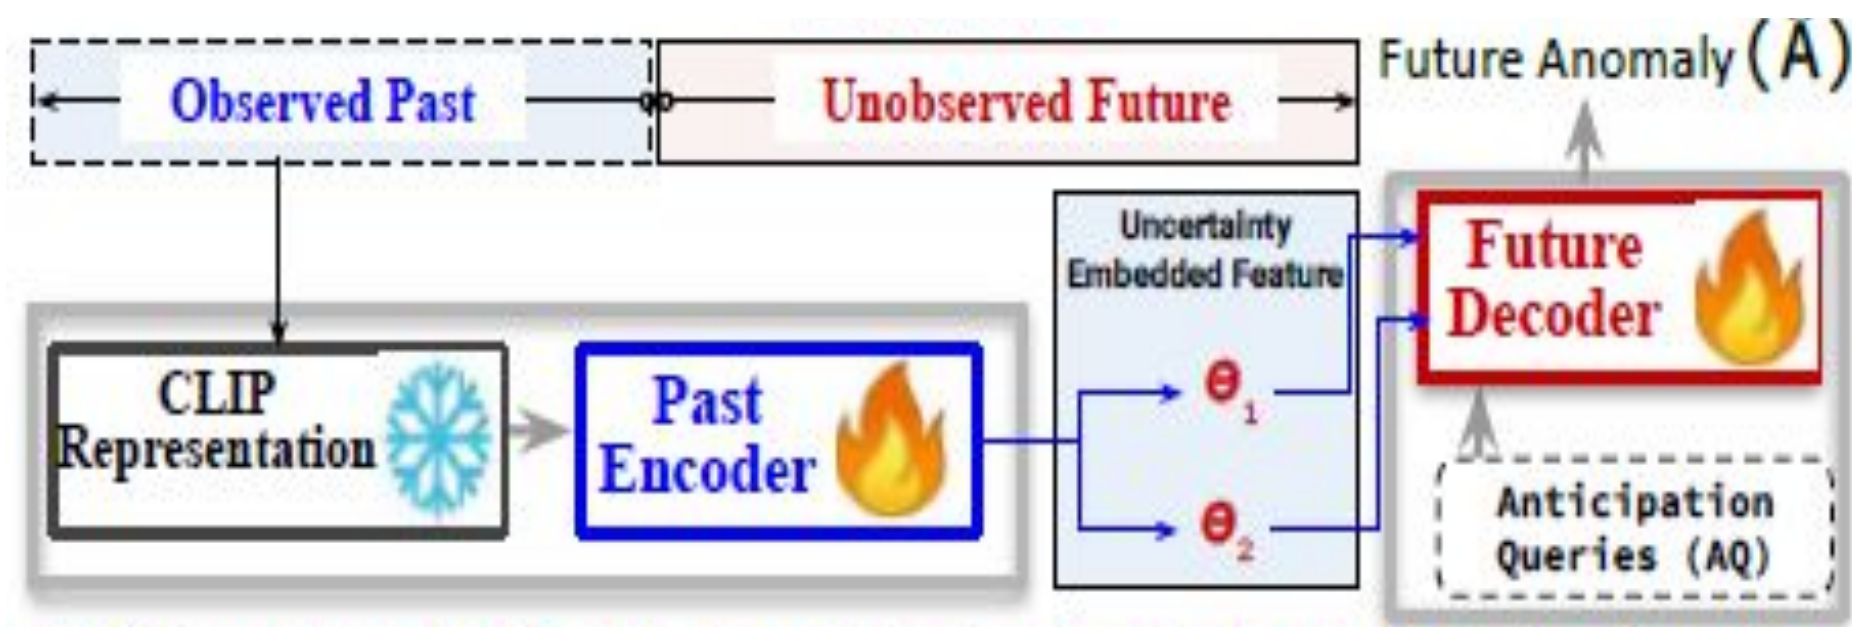 Observed Past
Unobserved Future
Future Anomaly (A)
Uncertainty
Embedded Feature
Future
Decoder
CLIP
Representation
Past
Encoder
Θ1
Θ2
Anticipation
Queries (AQ)